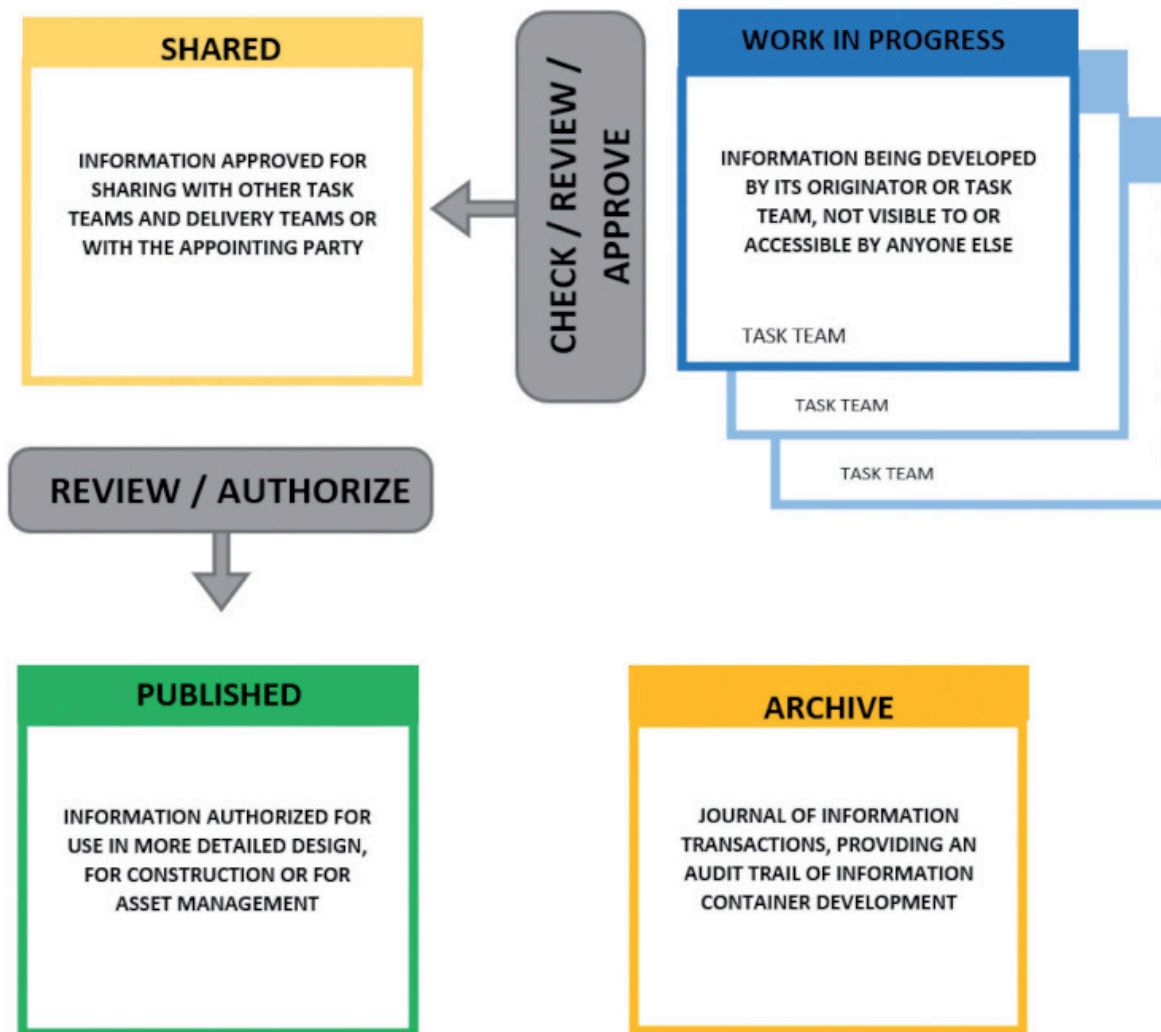 SHARED
INFORMATION APPROVED FOR
SHARING WITH OTHER TASK
TEAMS AND DELIVERY TEAMS OR
WITH THE APPOINTING PARTY
CHECK / REVIEW /
APPROVE
WORK IN PROGRESS
INFORMATION BEING DEVELOPED
BY ITS ORIGINATOR OR TASK
TEAM, NOT VISIBLE TO OR
ACCESSIBLE BY ANYONE ELSE
TASK TEAM
TASK TEAM
TASK TEAM
REVIEW / AUTHORIZE
PUBLISHED
INFORMATION AUTHORIZED FOR
USE IN MORE DETAILED DESIGN,
FOR CONSTRUCTION OR FOR
ASSET MANAGEMENT
ARCHIVE
JOURNAL OF INFORMATION
TRANSACTIONS, PROVIDING AN
AUDIT TRAIL OF INFORMATION
CONTAINER DEVELOPMENT